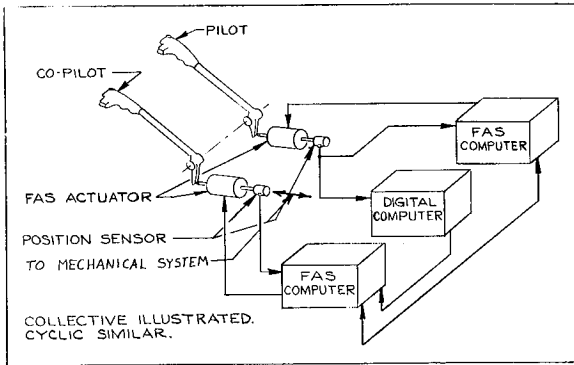 PILOT
CO-PILOT
FAS
COMPUTER
FAS ACTUATOR
DIGITAL
COMPUTER
POSITION SENSOR
TO MECHANICAL SYSTEM
FAS
COMPUTER
COLLECTIVE ILLUSTRATED.
CYCLIC SIMILAR.